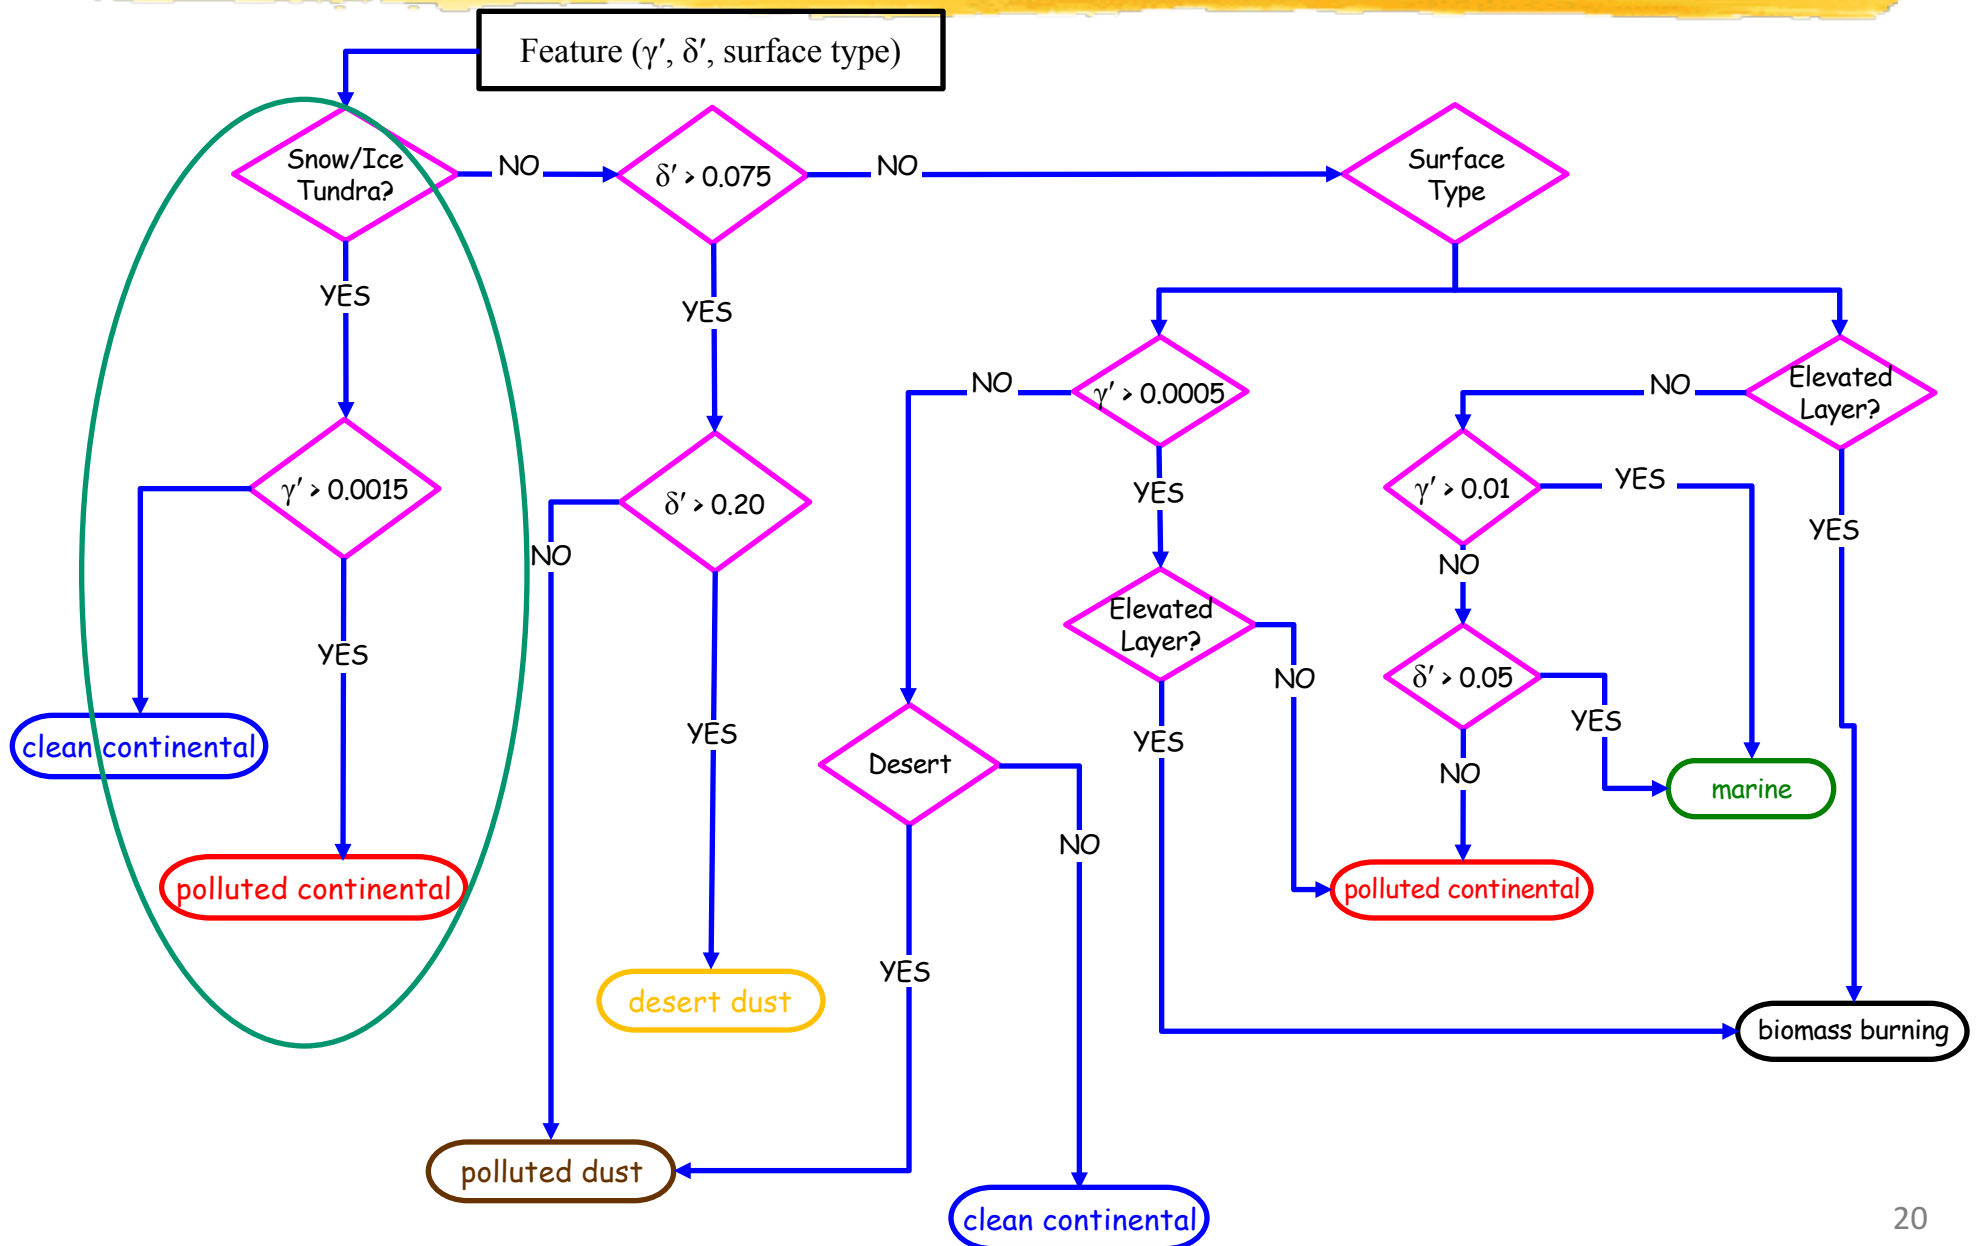 Feature (γ′, δ′, surface type)
Snow/Ice
Tundra?
NO
δ′ > 0.075
NO
Surface
Type
YES
YES
NO
γ′ > 0.0005
NO
Elevated
Layer?
γ′ > 0.0015
δ′ > 0.20
YES
γ′ > 0.01
YES
YES
NO
NO
Elevated
Layer?
NO
δ′ > 0.05
YES
YES
YES
YES
NO
clean continental
Desert
marine
NO
polluted continental
polluted continental
YES
desert dust
biomass burning
polluted dust
clean continental
20